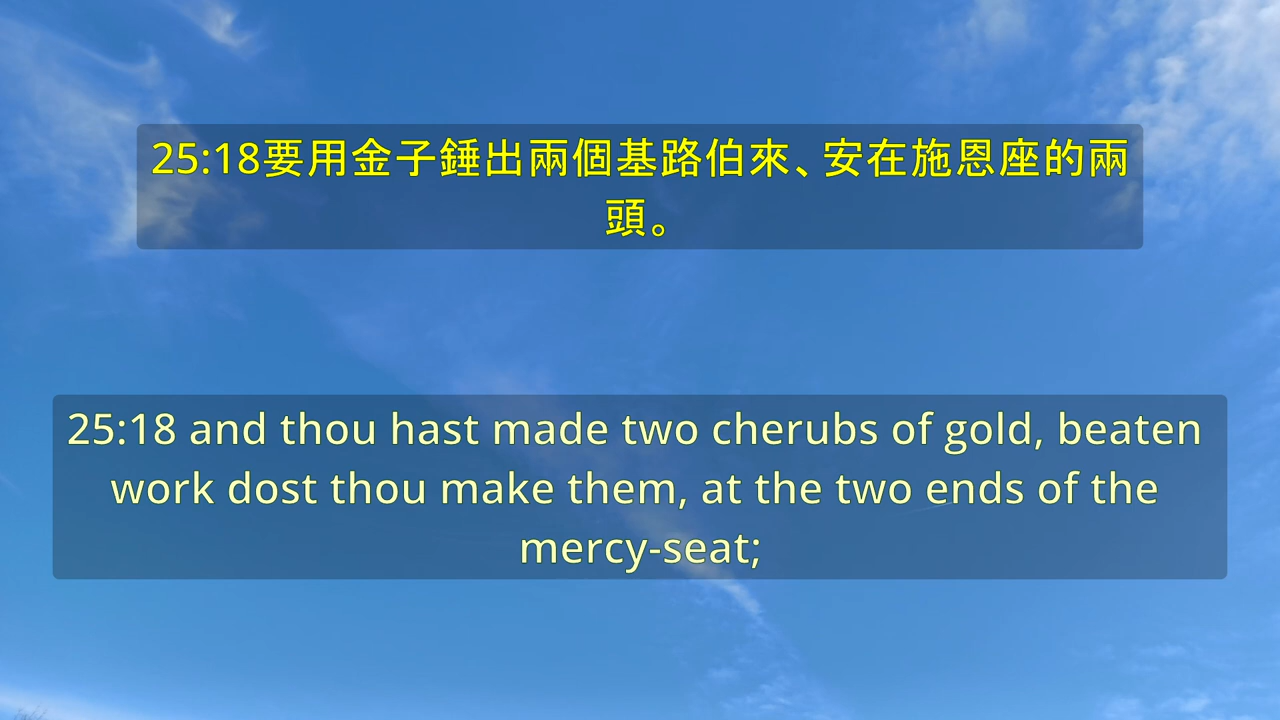 25:18要用金子錘出兩個基路伯來、安在施恩座的兩
頭。
25:18 and thou hast made two cherubs of gold, beaten
work dost thou make them, at the two ends of the
mercy-seat;